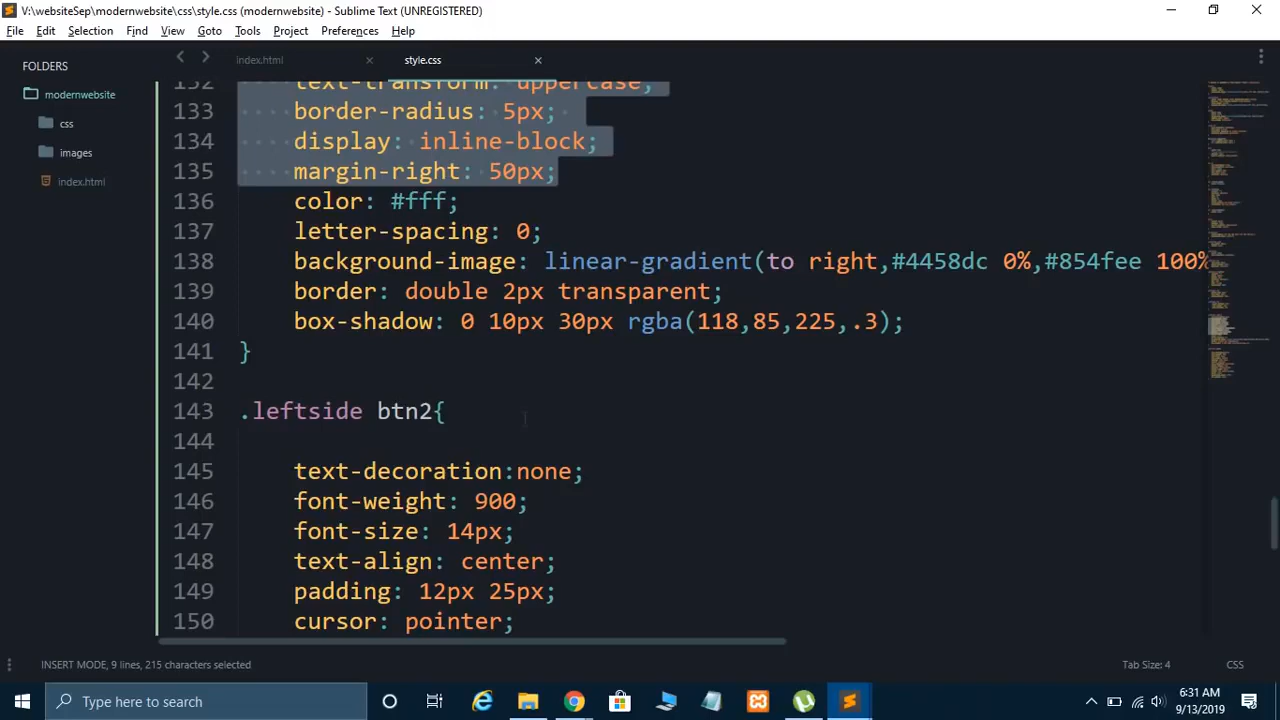 V:\websiteSep\modernwebsite\css\style.css (modernwebsite) - Sublime Text (UNREGISTERED)
File Edit Selection Find View Goto Tools Project Preferences Help
FOLDERS
modernwebsite
css
images
index.html
index.html × style.css ×
132 text-transform: uppercase;
133 border-radius: 5px;
134 display: inline-block;
135 margin-right: 50px;
136 color: #fff;
137 letter-spacing: 0;
138 background-image: linear-gradient(to right,#4458dc 0%,#854fee 100%
139 border: double 2px transparent;
140 box-shadow: 0 10px 30px rgba(118,85,225,.3);
141 }
142
143 .leftside btn2{
144
145 text-decoration:none;
146 font-weight: 900;
147 font-size: 14px;
148 text-align: center;
149 padding: 12px 25px;
150 cursor: pointer;
INSERT MODE, 9 lines, 215 characters selected
Tab Size: 4 CSS
Type here to search
6:31 AM
9/13/2019